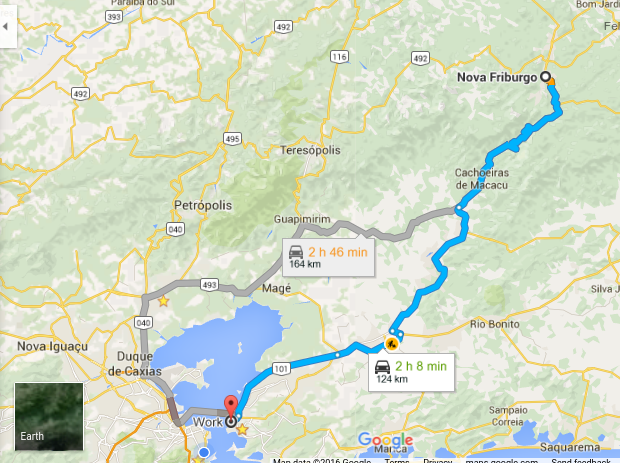 Paraíba do Sul
Bom Jardi
393
Fel
116
492
492
Nova Friburgo
492
495
Teresópolis
Cachoeiras
de Macacu
Petrópolis
Guapimirim
040
2 h 46 min
164 km
493
Magé
Silva J
040
Rio Bonito
Nova Iguaçu
Duque
de Caxias
101
2 h 8 min
124 km
Work
Sampaio
Correia
Earth
Google
Maricá
Saquarema
Map data ©2016 Google
Terms
Privacy
maps.google.com
Send feedback